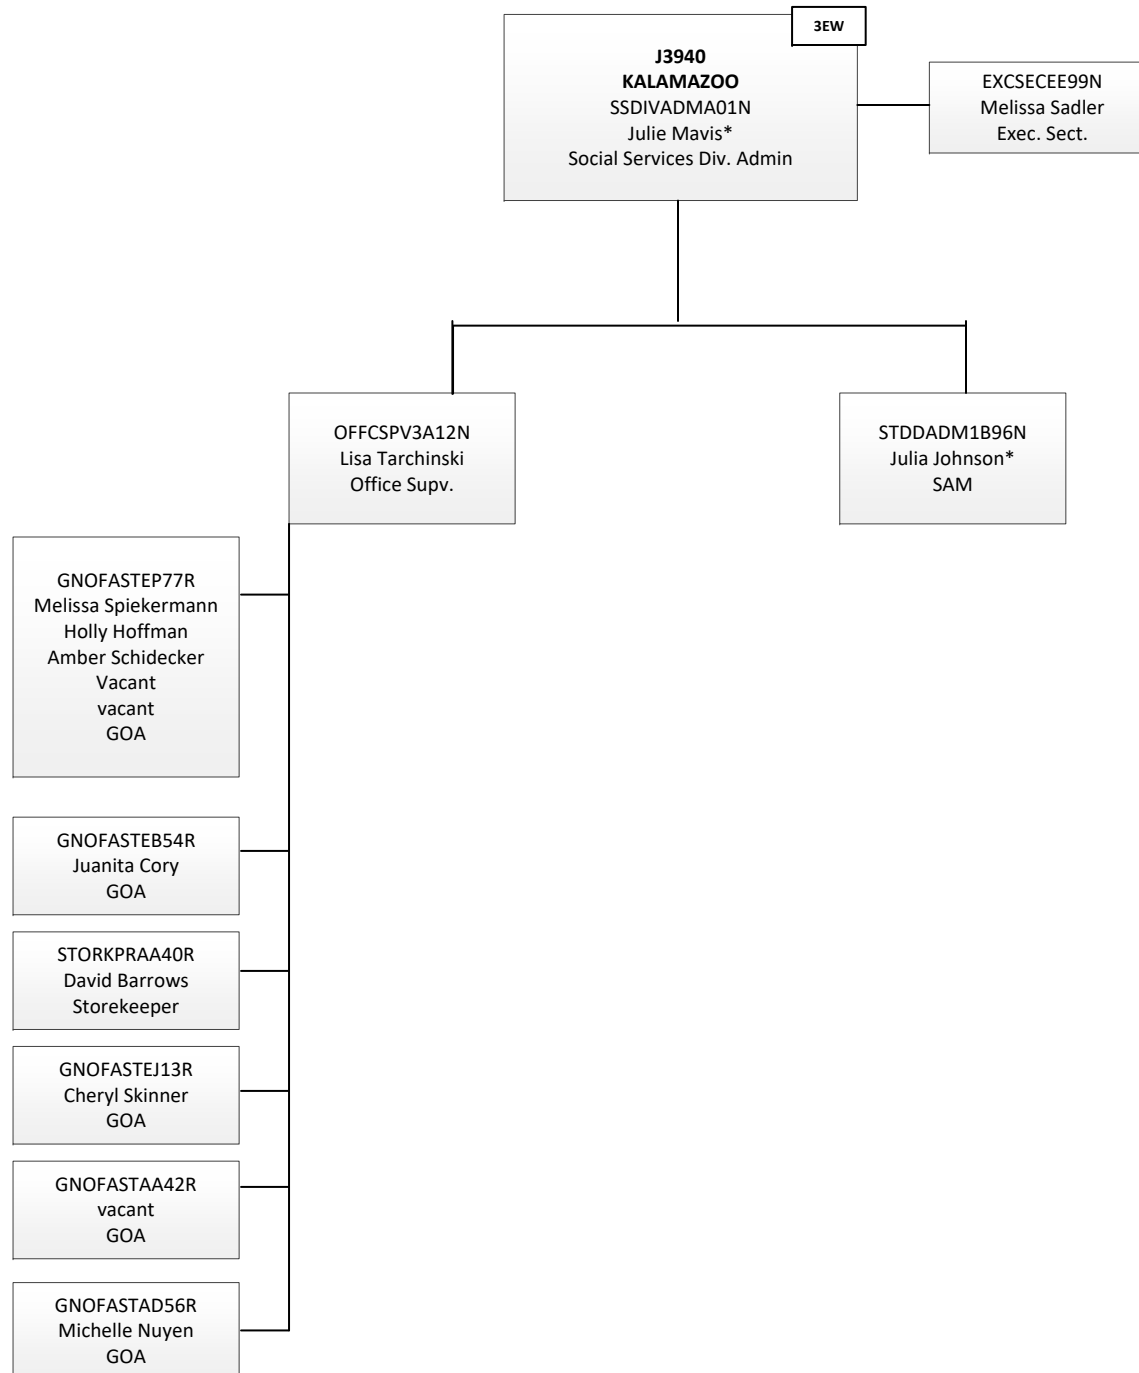 3EW
J3940
KALAMAZOO
SSDIVADMA01N
Julie Mavis*
Social Services Div. Admin
EXCSECEE99N
Melissa Sadler
Exec. Sect.
OFFCSPV3A12N
Lisa Tarchinski
Office Supv.
STDDADM1B96N
Julia Johnson*
SAM
GNOFASTEP77R
Melissa Spiekermann
Holly Hoffman
Amber Schidecker
Vacant
vacant
GOA
GNOFASTEB54R
Juanita Cory
GOA
STORKPRAA40R
David Barrows
Storekeeper
GNOFASTEJ13R
Cheryl Skinner
GOA
GNOFASTAA42R
vacant
GOA
GNOFASTAD56R
Michelle Nuyen
GOA